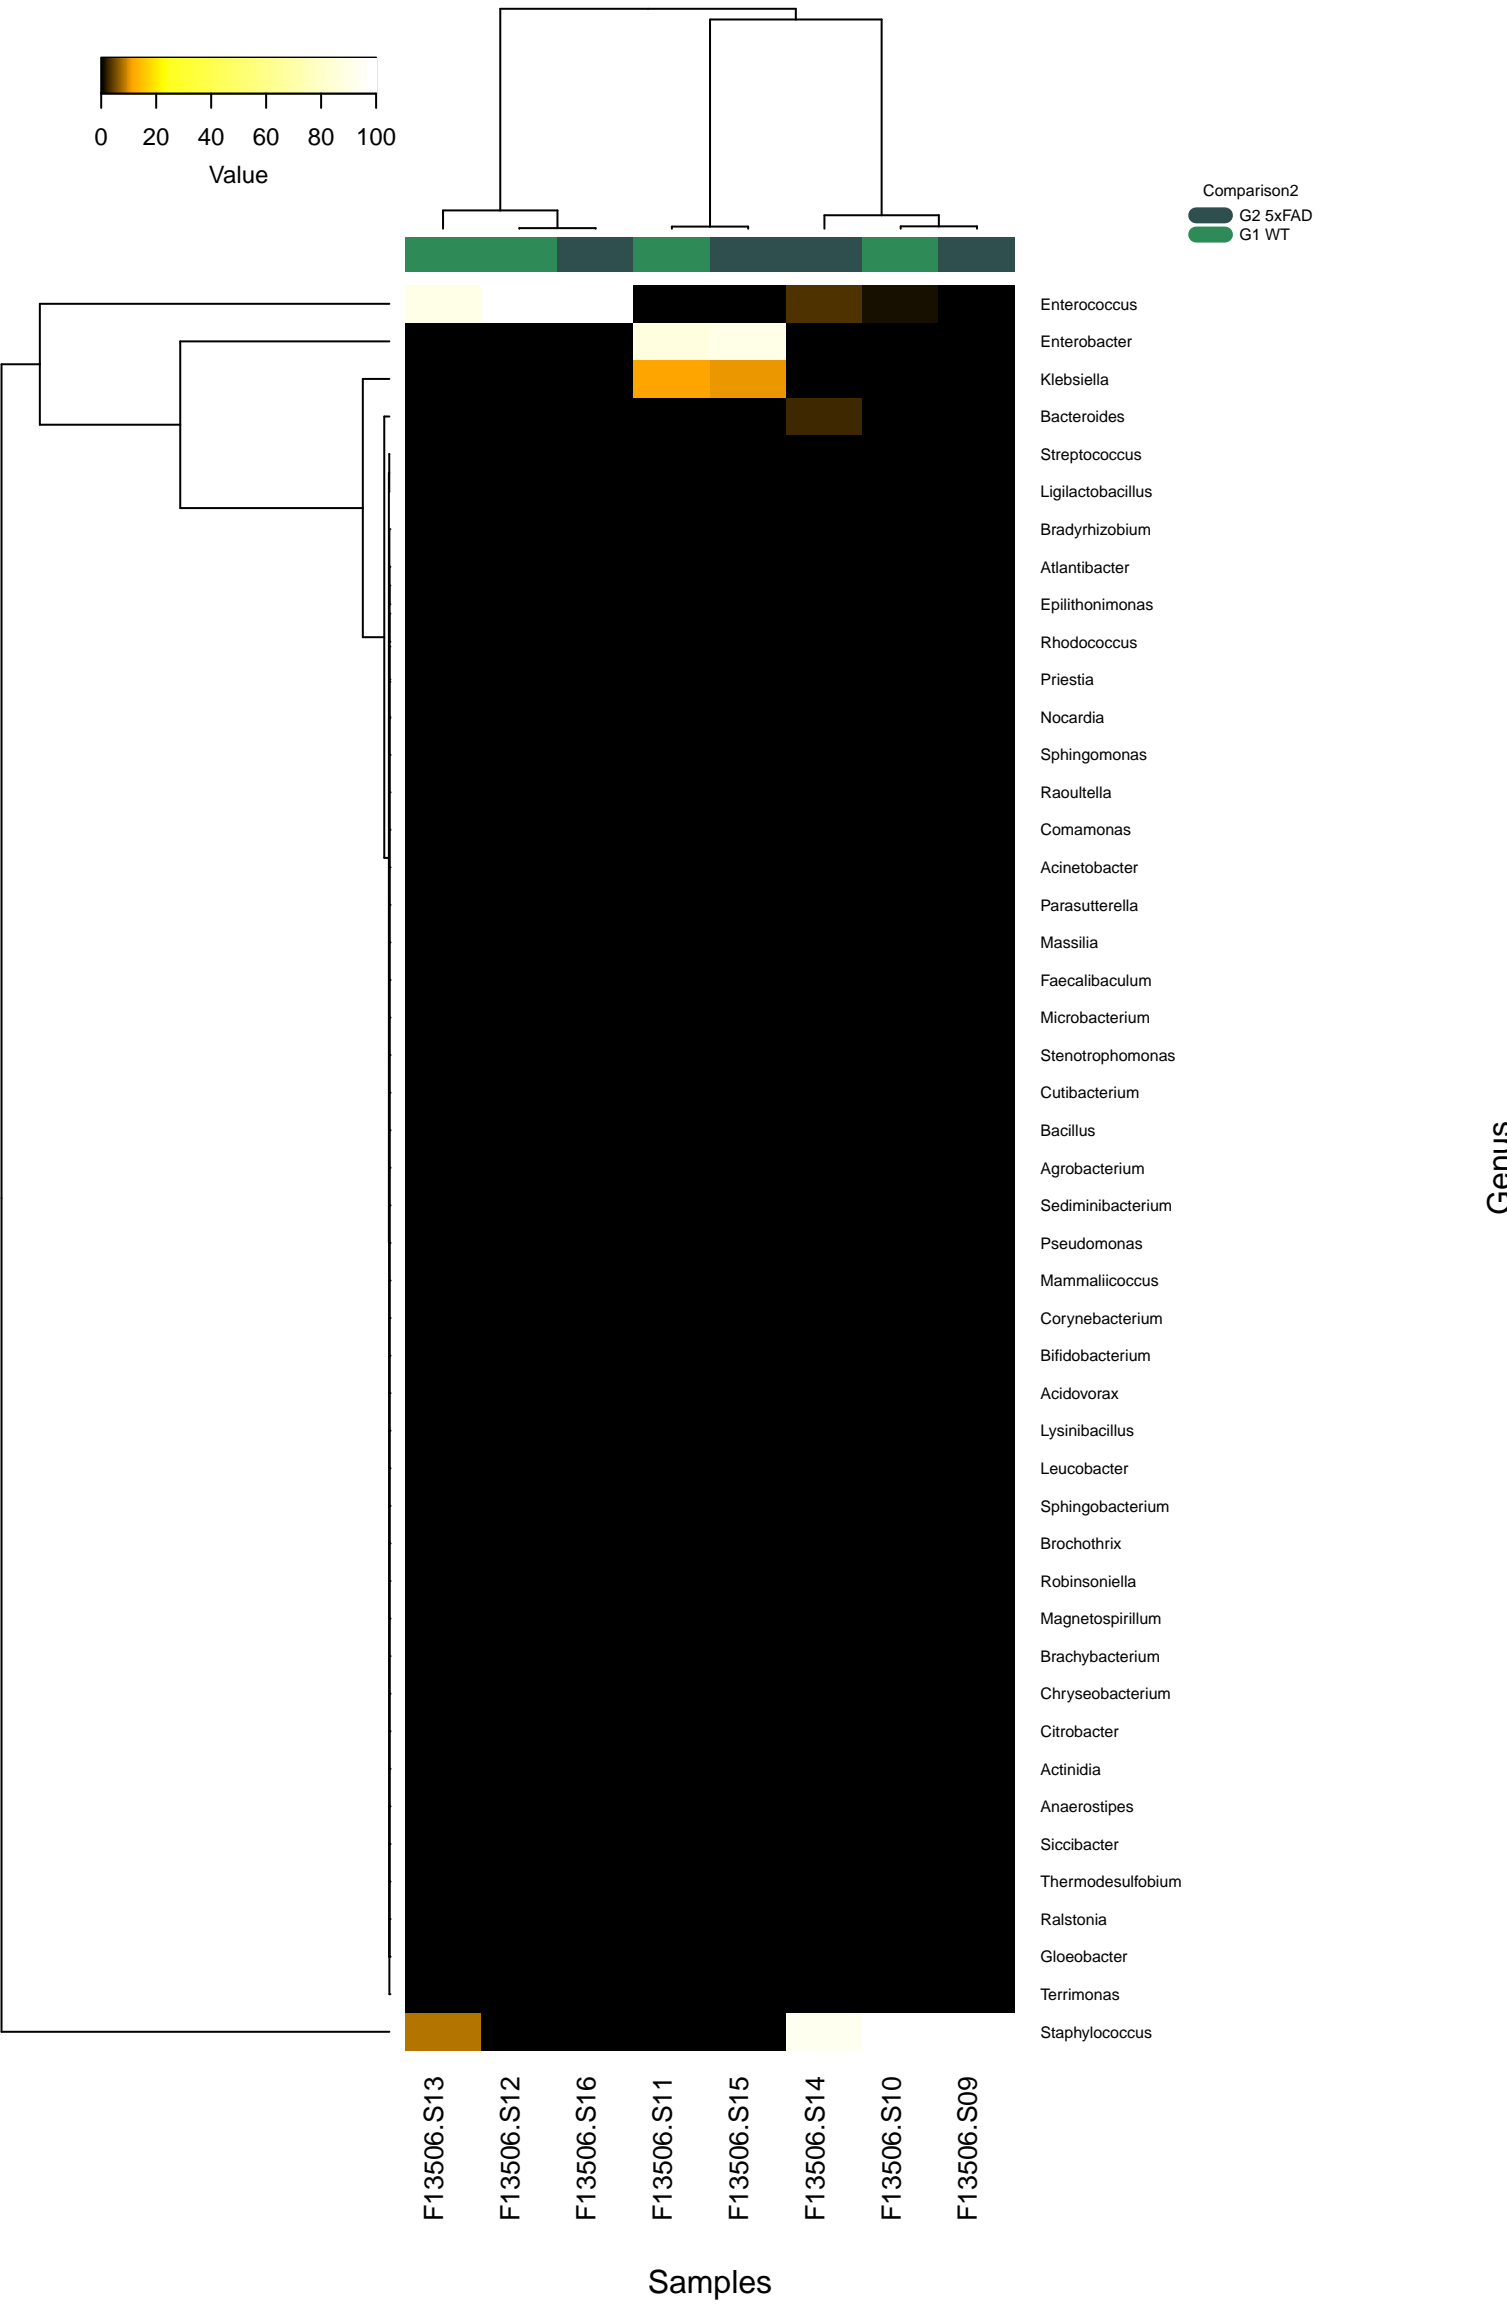 0 20 40 60 80 100
Value
Comparison2
G2 5xFAD
G1 WT
Enterococcus
Enterobacter
Klebsiella
Bacteroides
Streptococcus
Ligilactobacillus
Bradyrhizobium
Atlantibacter
Epilithonimonas
Rhodococcus
Priestia
Nocardia
Sphingomonas
Raoultella
Comamonas
Acinetobacter
Parasutterella
Massilia
Faecalibaculum
Microbacterium
Stenotrophomonas
Cutibacterium
Bacillus
Agrobacterium
Sediminibacterium
Pseudomonas
Mammaliicoccus
Corynebacterium
Bifidobacterium
Acidovorax
Lysinibacillus
Leucobacter
Sphingobacterium
Brochothrix
Robinsoniella
Magnetospirillum
Brachybacterium
Chryseobacterium
Citrobacter
Actinidia
Anaerostipes
Siccibacter
Thermodesulfobium
Ralstonia
Gloeobacter
Terrimonas
Staphylococcus
Genus
F13506.S13
F13506.S12
F13506.S16
F13506.S11
F13506.S15
F13506.S14
F13506.S10
F13506.S09
Samples